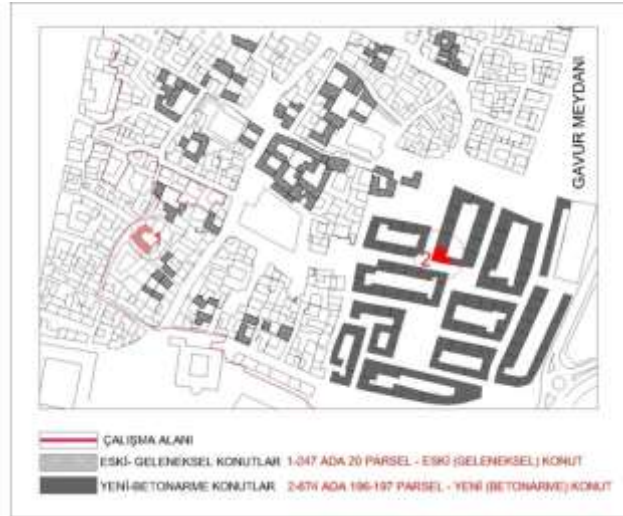 GAVUR MEYDANI
2
ÇALIŞMA ALANI
ESKİ- GELENEKSEL KONUTLAR 1-247 ADA 20 PARSEL - ESKİ (GELENEKSEL) KONUT
YENİ-BETONARME KONUTLAR 2-674 ADA 196-197 PARSEL - YENİ (BETONARME) KONUT